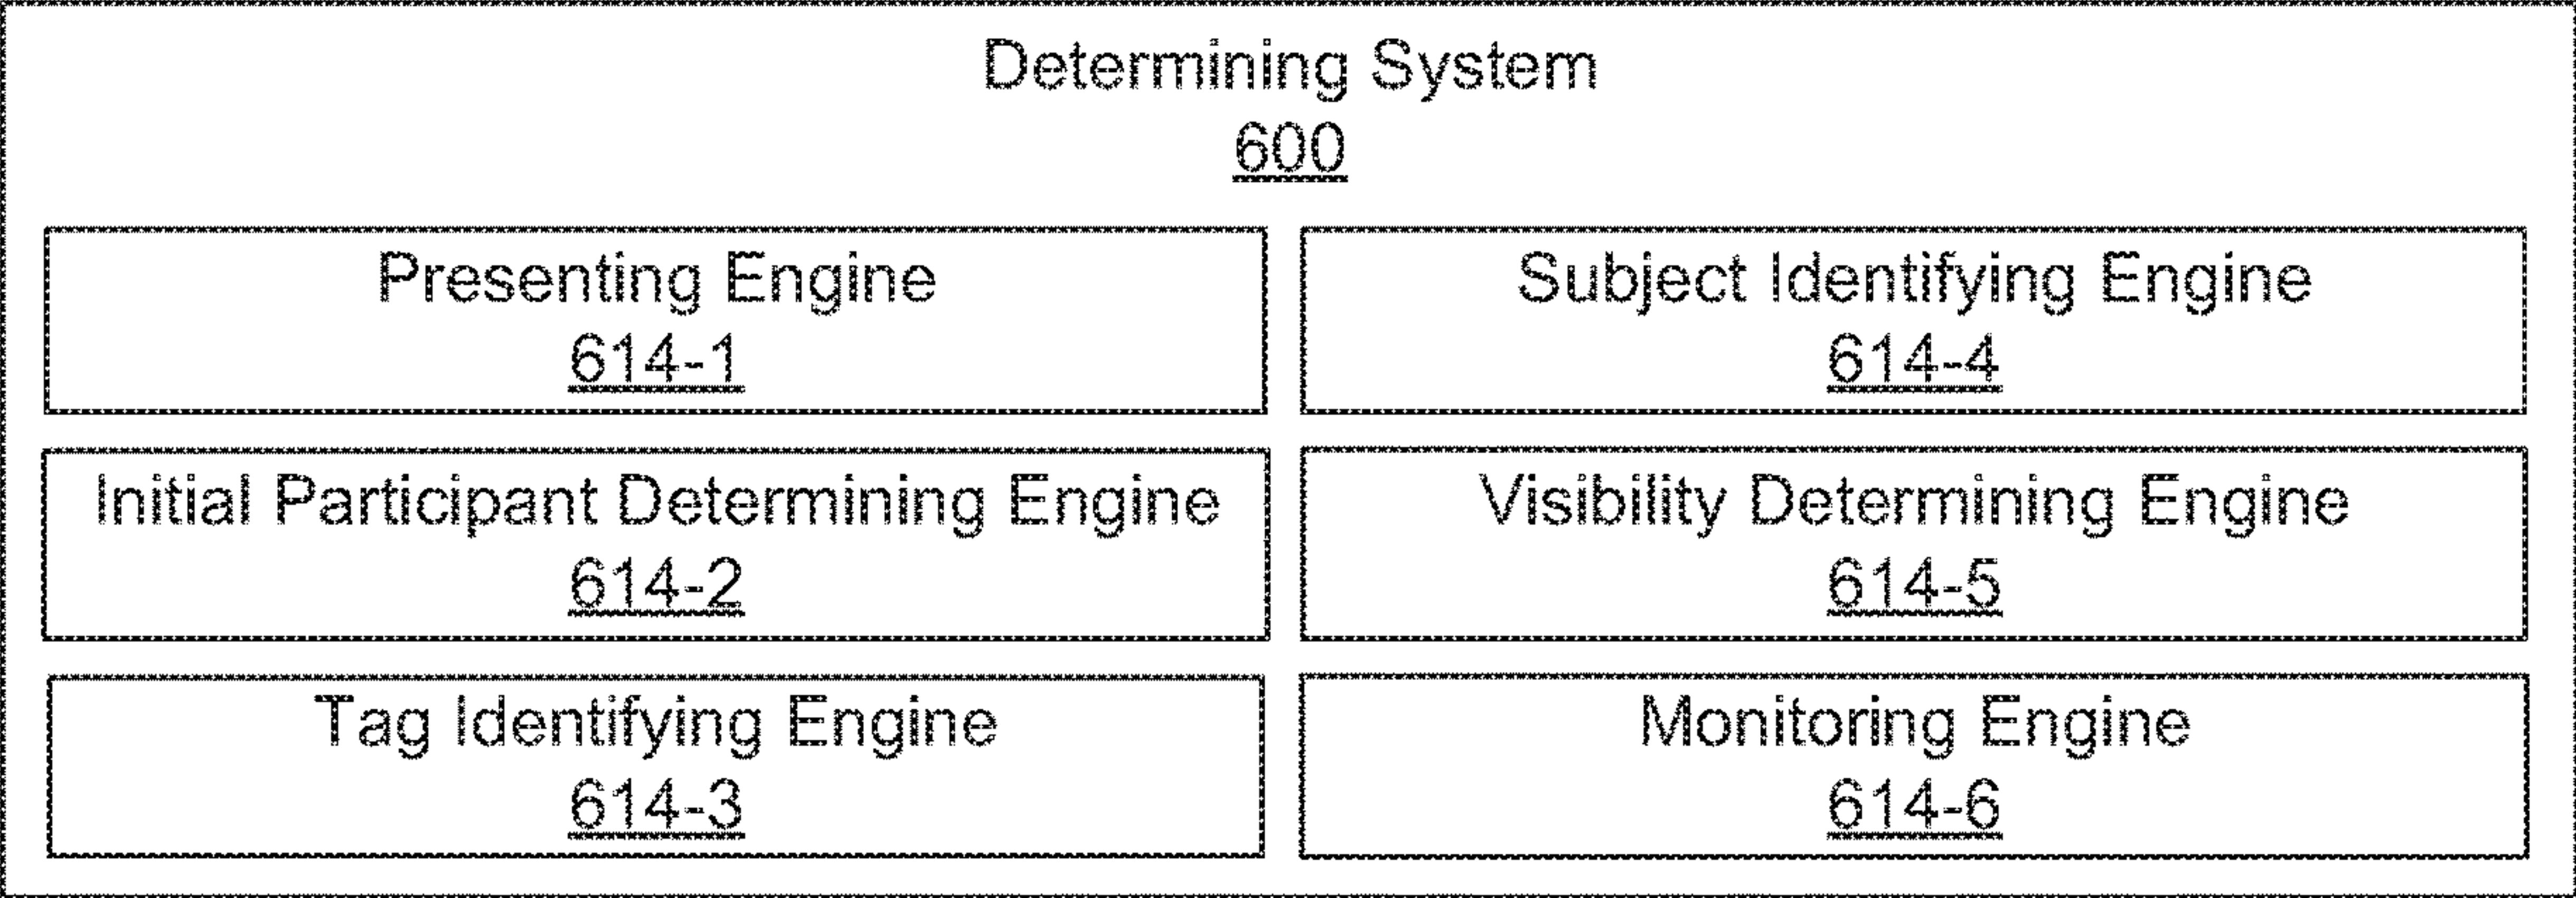 Determining System
600
Presenting Engine
614-1
Initial Participant Determining Engine
614-2
Tag Identifying Engine
614-3
Subject Identifying Engine
614-4
Visibility Determining Engine
614-5
Monitoring Engine
614-6